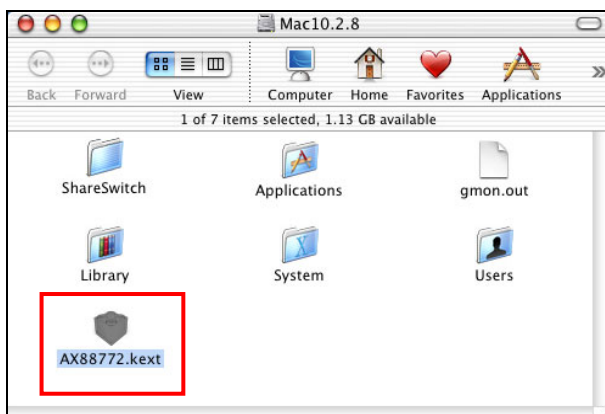 Mac10.2.8
Back Forward View Computer Home Favorites Applications
1 of 7 items selected, 1.13 GB available
ShareSwitch Applications gmon.out
Library System Users
AX88772.kext